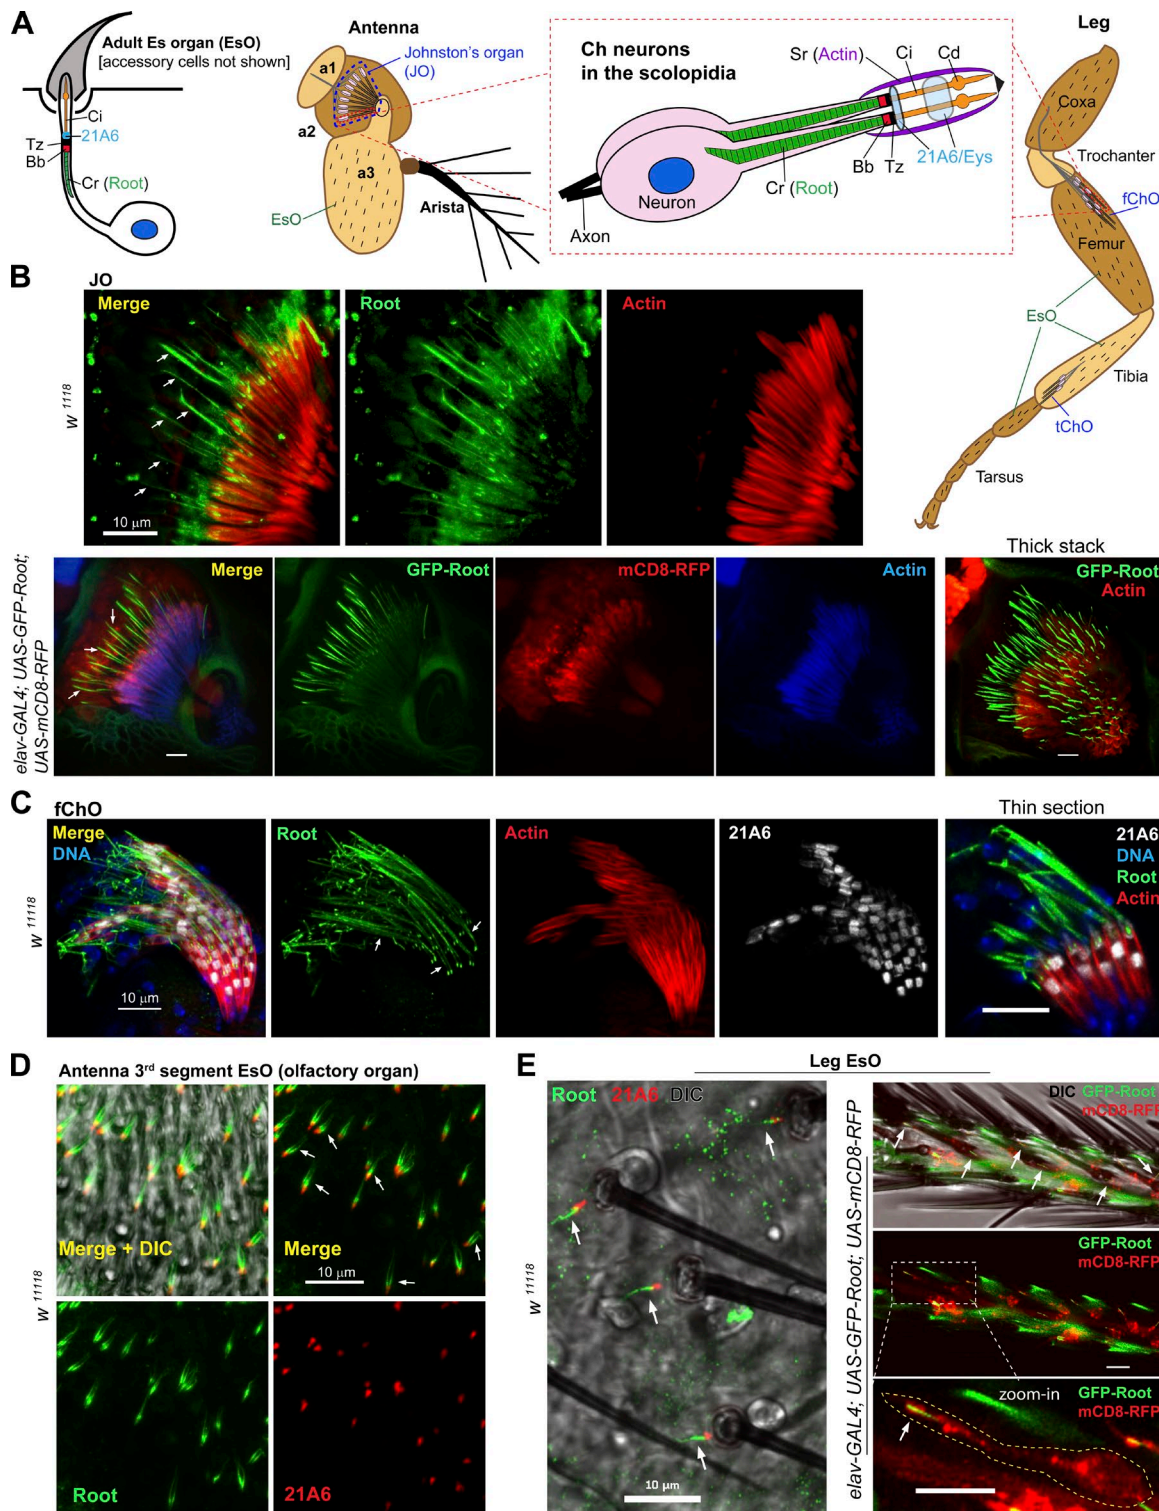 A
Adult Es organ (EsO)
[accessory cells not shown]
Ci
21A6
Tz
Bb
Cr (Root)
Antenna
Johnston's organ
(JO)
a1
a2
a3
EsO
Arista
Ch neurons
in the scolopidia
Sr (Actin)
Ci
Cd
Bb
Tz
21A6/Eys
Cr (Root)
Neuron
Axon
Leg
Coxa
Trochanter
fChO
Femur
EsO
Tibia
tChO
Tarsus
B
JO
Merge
Root
Actin
w 1118
10 µm
elav-GAL4; UAS-GFP-Root;
UAS-mCD8-RFP
Merge
GFP-Root
mCD8-RFP
Actin
Thick stack
GFP-Root
Actin
C
fChO
Merge
DNA
Root
Actin
21A6
Thin section
21A6
DNA
Root
Actin
w 11118
10 µm
D
Antenna 3rd segment EsO (olfactory organ)
Merge + DIC
Merge
10 µm
w 11118
Root
21A6
E
Leg EsO
Root 21A6 DIC
w 11118
10 µm
elav-GAL4; UAS-GFP-Root; UAS-mCD8-RFP
DIC GFP-Root
mCD8-RFP
GFP-Root
mCD8-RFP
zoom-in
GFP-Root
mCD8-RFP